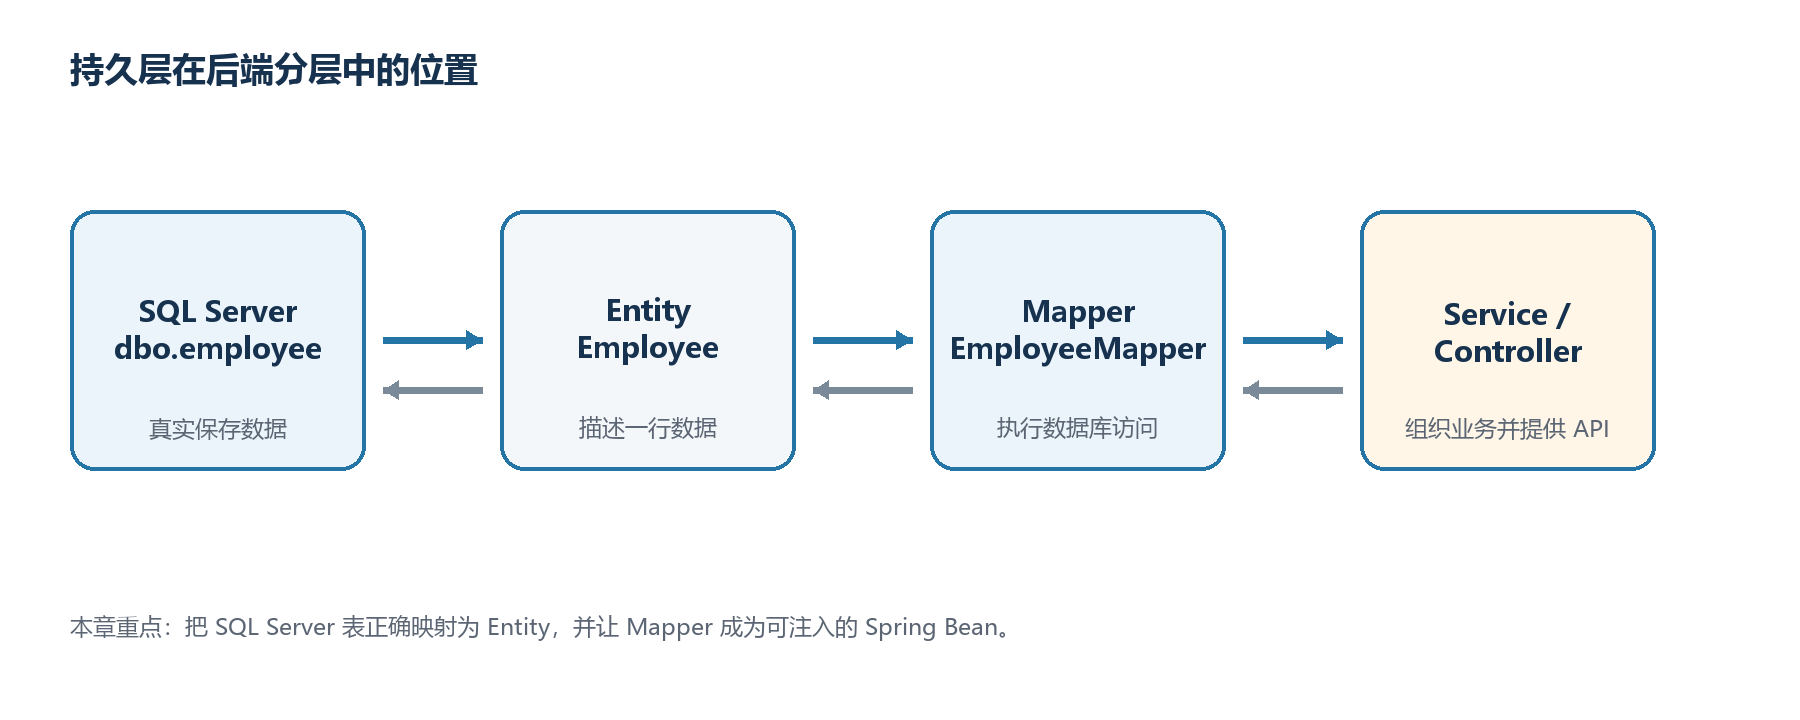 持久层在后端分层中的位置
SQL Server
dbo.employee
真实保存数据
Entity
Employee
描述一行数据
Mapper
EmployeeMapper
执行数据库访问
Service /
Controller
组织业务并提供 API
本章重点：把 SQL Server 表正确映射为 Entity，并让 Mapper 成为可注入的 Spring Bean。